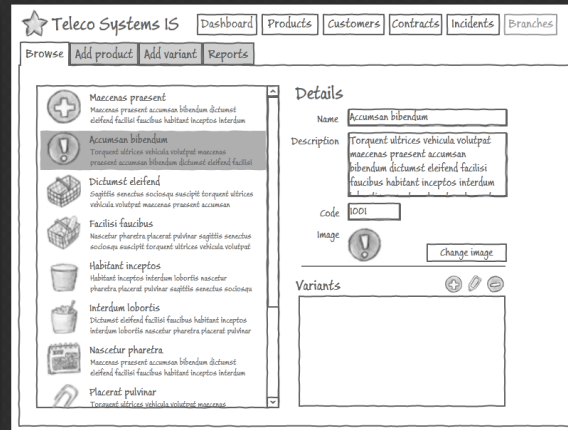 Teleco Systems IS
Dashboard Products Customers Contracts Incidents Branches
Browse Add product Add variant Reports
Maecenas praesent
Maecenas praesent accumsan bibendum dictumst
eleifend facilisi faucibus habitant inceptos interdum
Accumsan bibendum
Torquent ultrices vehicula volutpat maecenas
praesent accumsan bibendum dictumst eleifend facilisi
Dictumst eleifend
Sagittis senectus sociosqu suscipit torquent ultrices
vehicula volutpat maecenas praesent accumsan
Facilisi faucibus
Nascetur pharetra placerat pulvinar sagittis senectus
sociosqu suscipit torquent ultrices vehicula volutpat
Habitant inceptos
Habitant inceptos interdum lobortis nascetur
pharetra placerat pulvinar sagittis senectus sociosqu
Interdum lobortis
Dictumst eleifend facilisi faucibus habitant inceptos
interdum lobortis nascetur pharetra placerat pulvinar
Nascetur pharetra
Maecenas praesent accumsan bibendum dictumst
eleifend facilisi faucibus habitant inceptos interdum
Placerat pulvinar
Torquent ultrices vehicula volutpat maecenas
Details
Name Accumsan bibendum
Description Torquent ultrices vehicula volutpat
maecenas praesent accumsan
bibendum dictumst eleifend facilisi
faucibus habitant inceptos interdum
Code 1001
Image
Change image
Variants